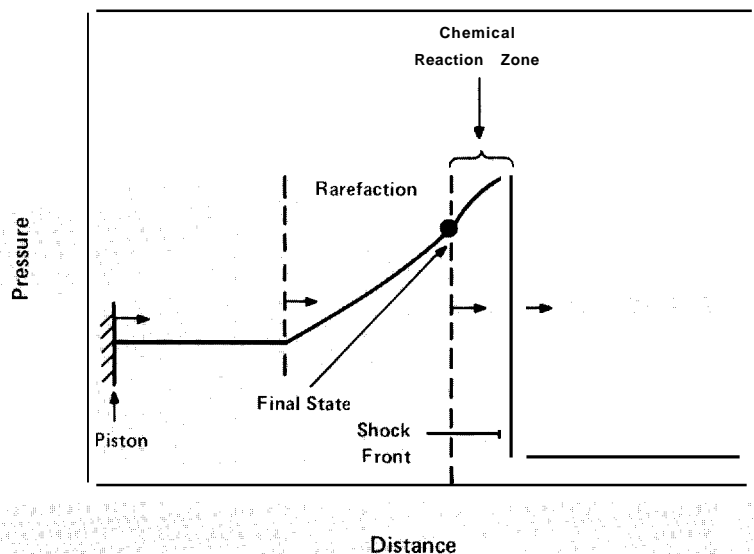 Chemical
Reaction Zone
Rarefaction
Pressure
Final State
Piston
Shock
Front
Distance